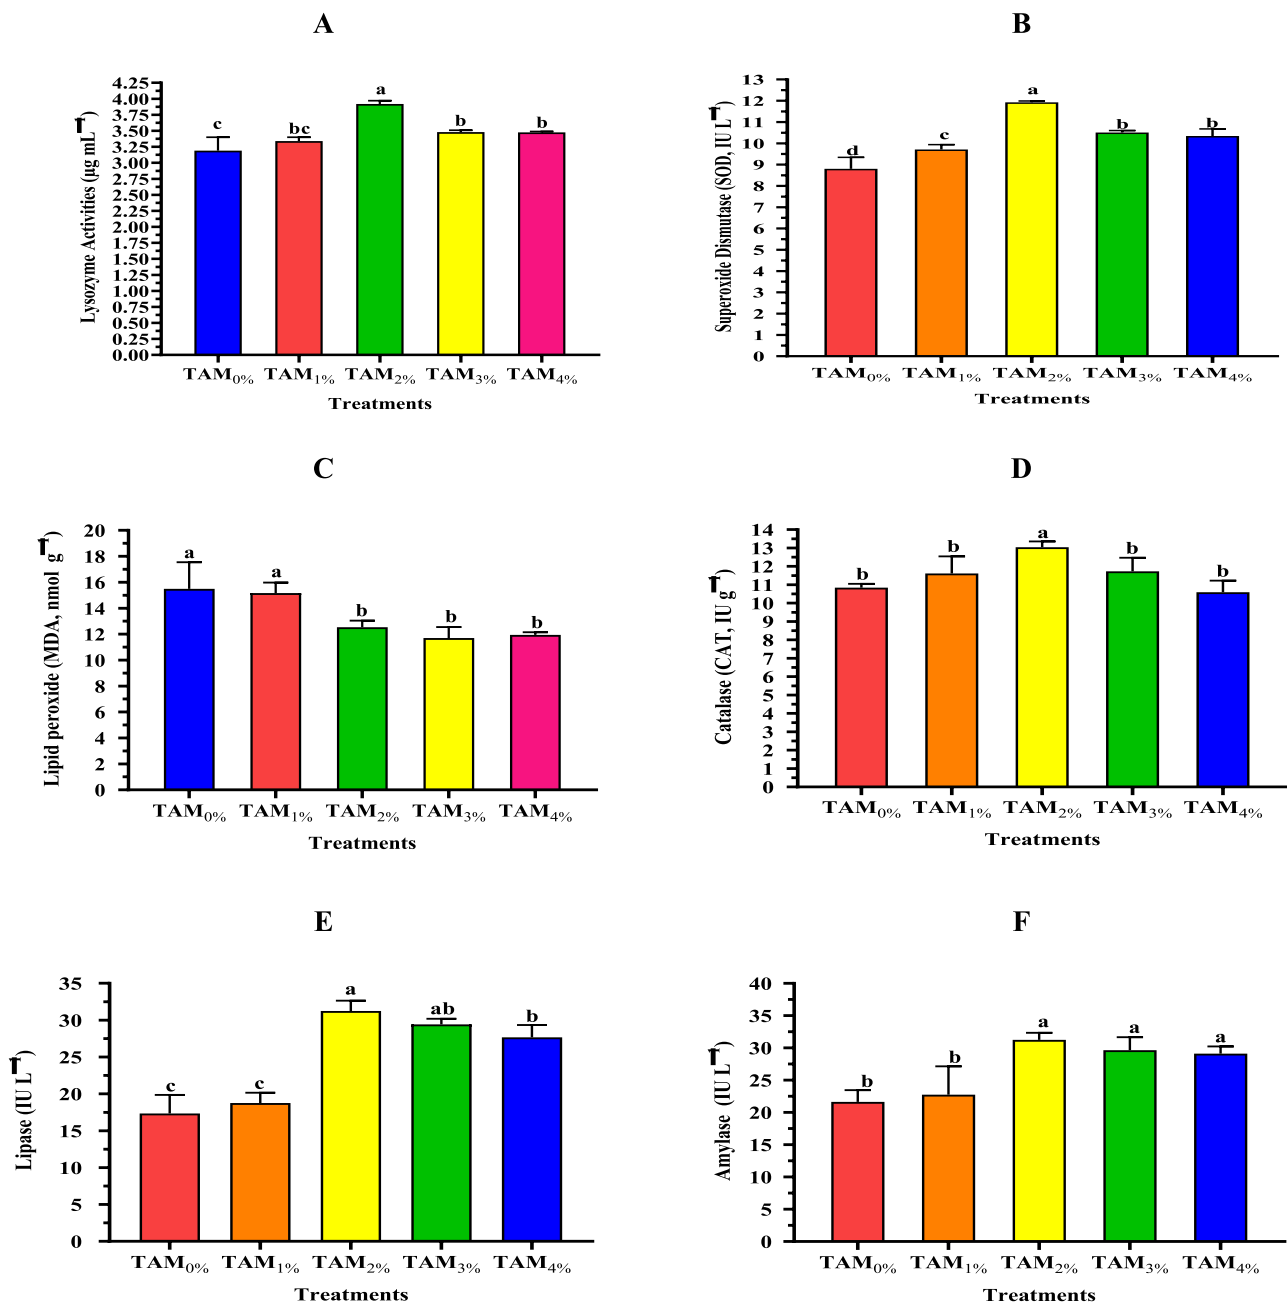 A
Lysozyme Activities (µg mL⁻¹)
4.25
4.00
3.75
3.50
3.25
3.00
2.75
2.50
2.25
2.00
1.75
1.50
1.25
1.00
0.75
0.50
0.25
0.00
c
bc
a
b
b
TAM0% TAM1% TAM2% TAM3% TAM4%
Treatments
B
Superoxide Dismutase (SOD, IU L⁻¹)
13
12
11
10
9
8
7
6
5
4
3
2
1
0
d
c
a
b
b
TAM0% TAM1% TAM2% TAM3% TAM4%
Treatments
C
Lipid peroxide (MDA, nmol g⁻¹)
20
18
16
14
12
10
8
6
4
2
0
a
a
b
b
b
TAM0% TAM1% TAM2% TAM3% TAM4%
Treatments
D
Catalase (CAT, IU g⁻¹)
14
13
12
11
10
9
8
7
6
5
4
3
2
1
0
b
b
a
b
b
TAM0% TAM1% TAM2% TAM3% TAM4%
Treatments
E
Lipase (IU L⁻¹)
35
30
25
20
15
10
5
0
c
c
a
ab
b
TAM0% TAM1% TAM2% TAM3% TAM4%
Treatments
F
Amylase (IU L⁻¹)
40
35
30
25
20
15
10
5
0
b
b
a
a
a
TAM0% TAM1% TAM2% TAM3% TAM4%
Treatments